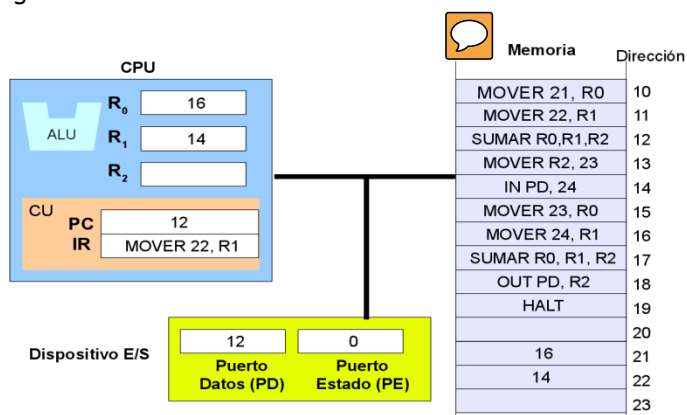 Memoria
Dirección
CPU
R0 16
ALU
R1 14
R2
CU
PC 12
IR MOVER 22, R1
MOVER 21, R0 10
MOVER 22, R1 11
SUMAR R0,R1,R2 12
MOVER R2, 23 13
IN PD, 24 14
MOVER 23, R0 15
MOVER 24, R1 16
SUMAR R0, R1, R2 17
OUT PD, R2 18
HALT 19
20
16 21
14 22
23
Dispositivo E/S
12 0
Puerto Datos (PD)
Puerto Estado (PE)